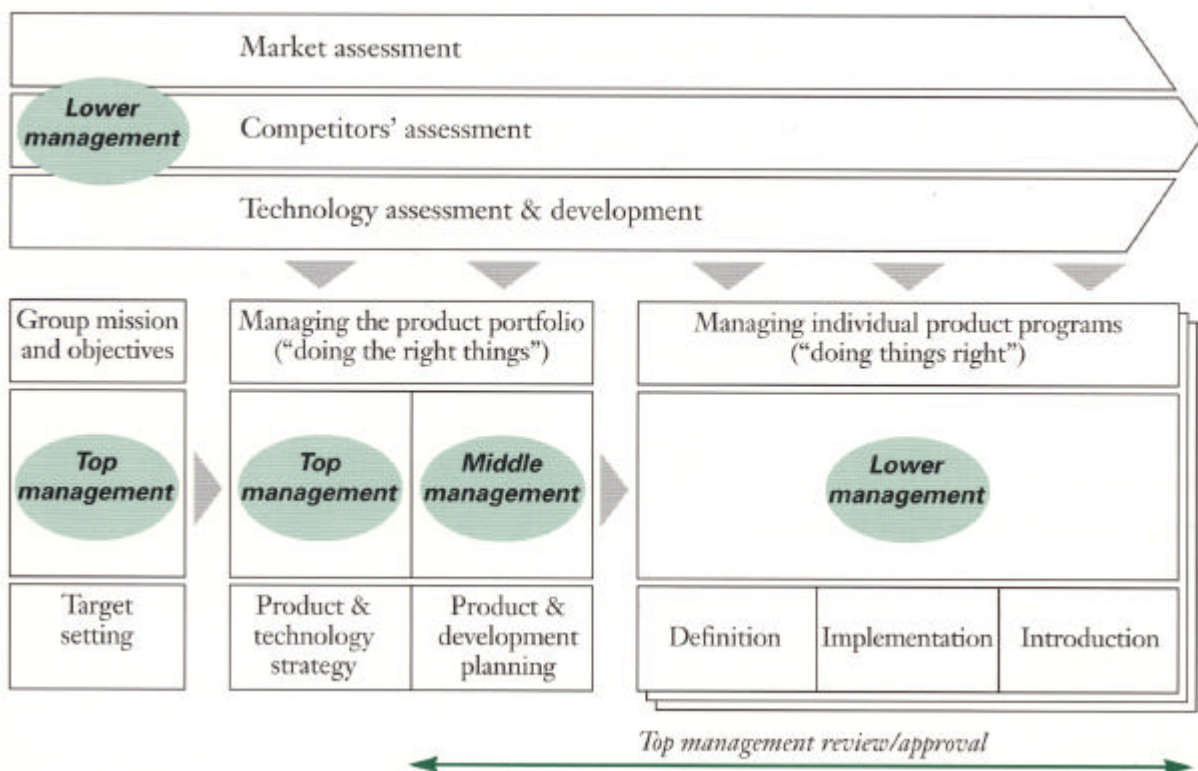 Market assessment
Lower
management
Competitors' assessment
Technology assessment & development
Group mission
and objectives
Managing the product portfolio
("doing the right things")
Managing individual product programs
("doing things right")
Top
management
Top
management
Middle
management
Lower
management
Target
setting
Product &
technology
strategy
Product &
development
planning
Definition
Implementation
Introduction
Top management review/approval